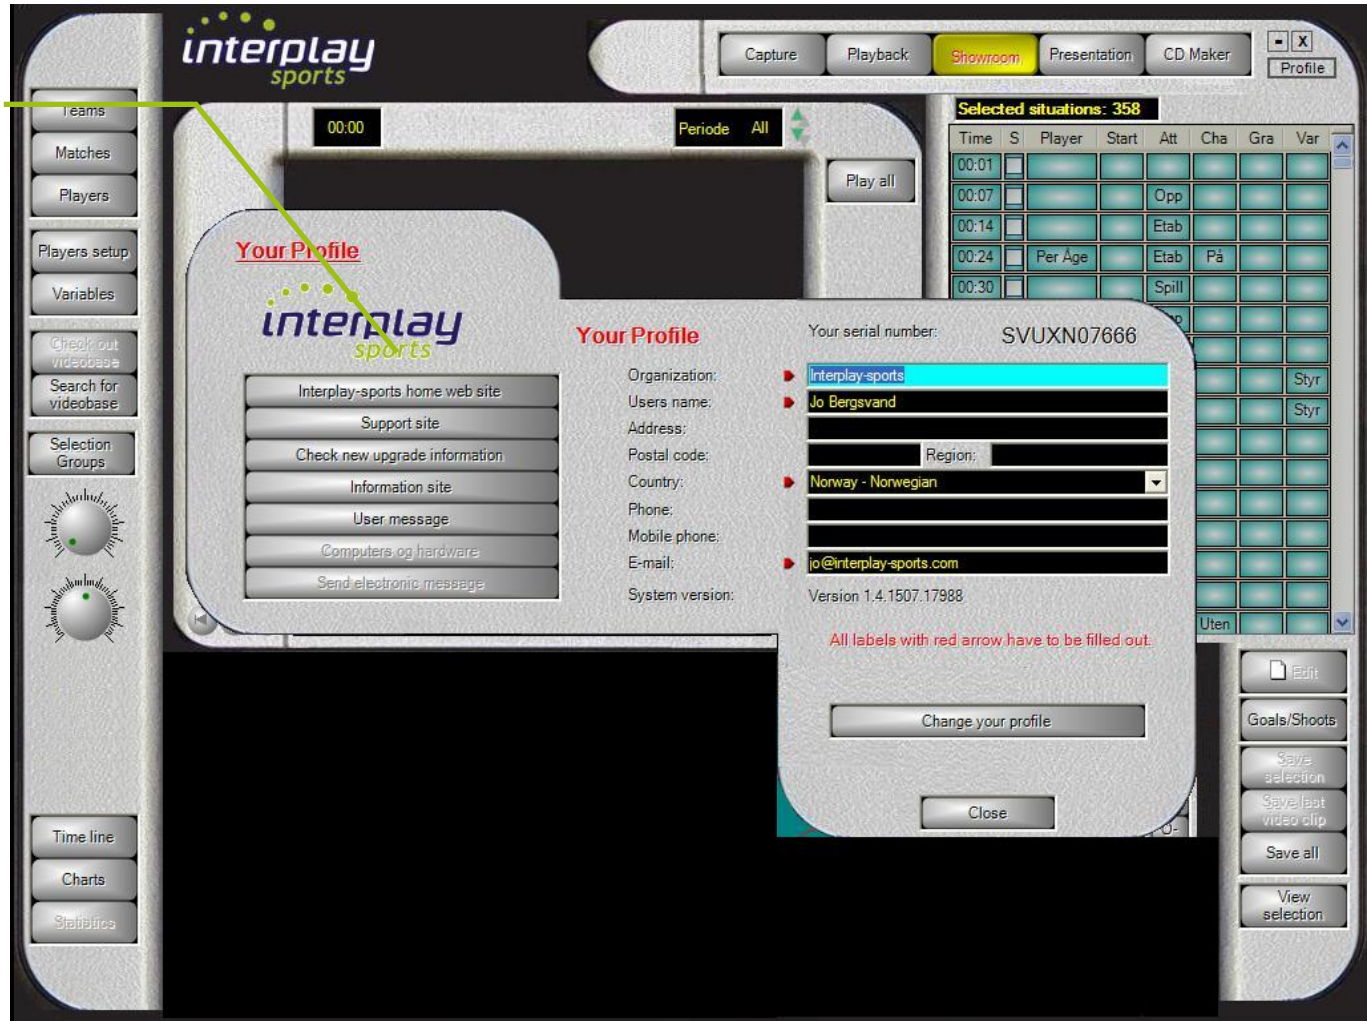 interplay
sports
Capture
Playback
Showroom
Presentation
CD Maker
- X
Profile
Teams
Matches
Players
Players setup
Variables
Check out
videobase
Search for
videobase
Selection
Groups
Time line
Charts
Statistics
00:00
Periode All
Play all
Selected situations: 358
Time S Player Start Att Cha Gra Var
00:01
00:07 Opp
00:14 Etab
00:24 Per Åge Etab På
00:30 Spill
Styr
Styr
Uten
Your Profile
interplay
sports
Interplay-sports home web site
Support site
Check new upgrade information
Information site
User message
Computers og hardware
Send electronic message
Your Profile
Your serial number: SVUXN07666
Organization: Interplay-sports
Users name: Jo Bergsvand
Address:
Postal code: Region:
Country: Norway - Norwegian
Phone:
Mobile phone:
E-mail: jo@interplay-sports.com
System version: Version 1.4.1507.17988
All labels with red arrow have to be filled out.
Change your profile
Close
Edit
Goals/Shoots
Save
selection
Save last
video clip
Save all
View
selection